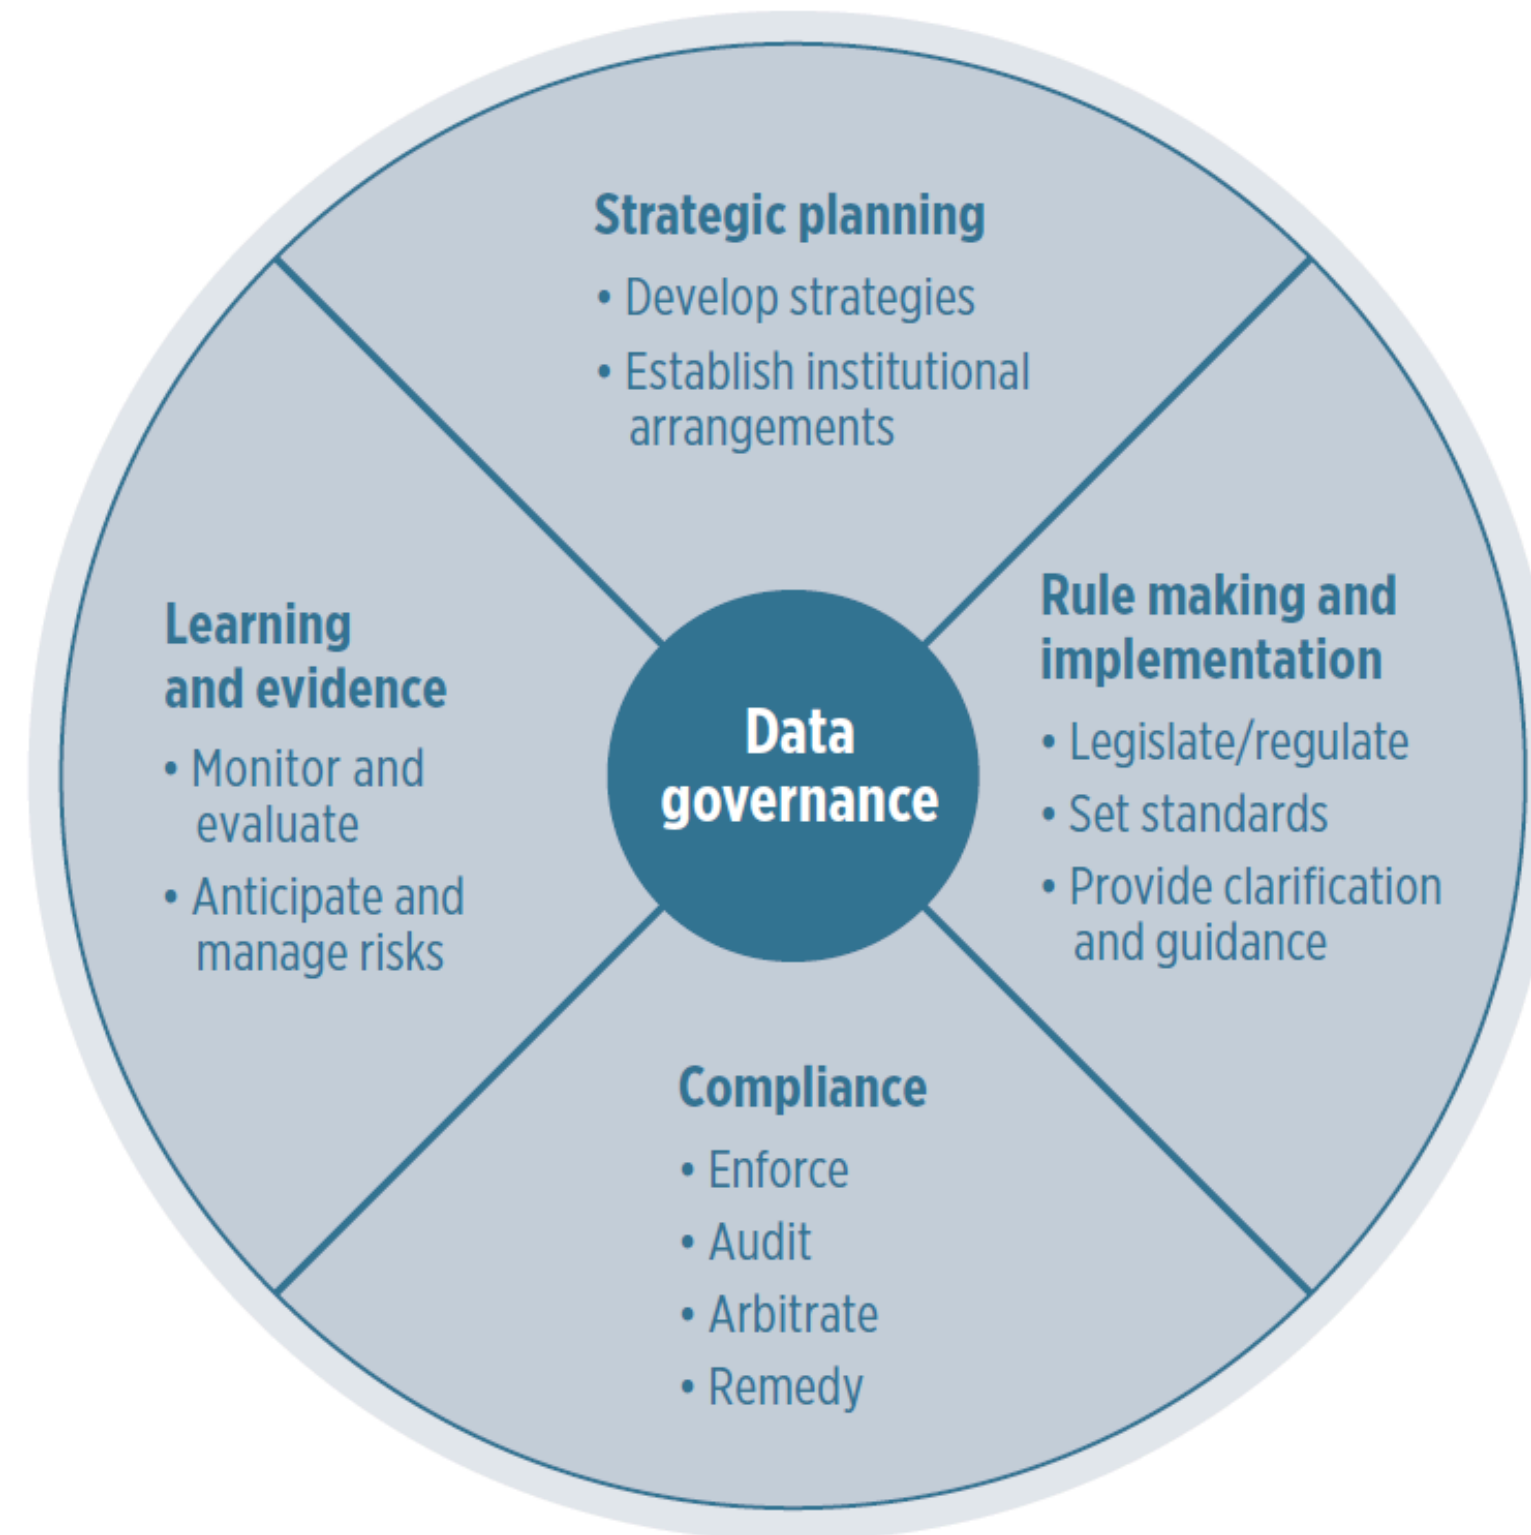 Strategic planning
• Develop strategies
• Establish institutional
arrangements
Learning
and evidence
• Monitor and
evaluate
• Anticipate and
manage risks
Data
governance
Rule making and
implementation
• Legislate/regulate
• Set standards
• Provide clarification
and guidance
Compliance
• Enforce
• Audit
• Arbitrate
• Remedy